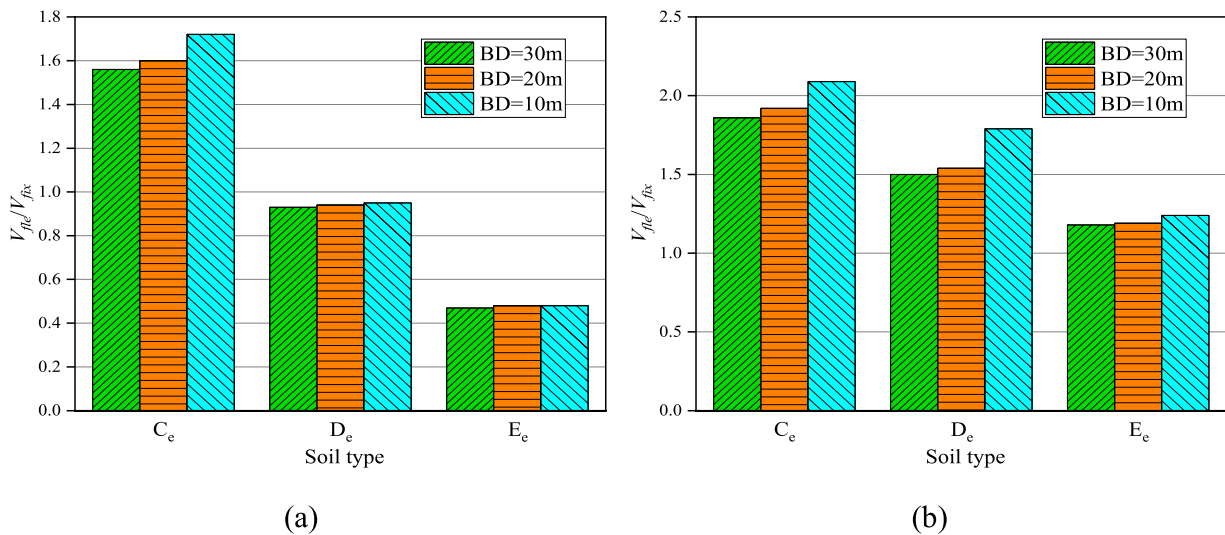 1.8
1.6
1.4
1.2
1.0
0.8
0.6
0.4
0.2
0.0
V_fle/V_fix
BD=30m
BD=20m
BD=10m
C_e D_e E_e
Soil type
(a)
2.5
2.0
1.5
1.0
0.5
0.0
V_fle/V_fix
BD=30m
BD=20m
BD=10m
C_e D_e E_e
Soil type
(b)